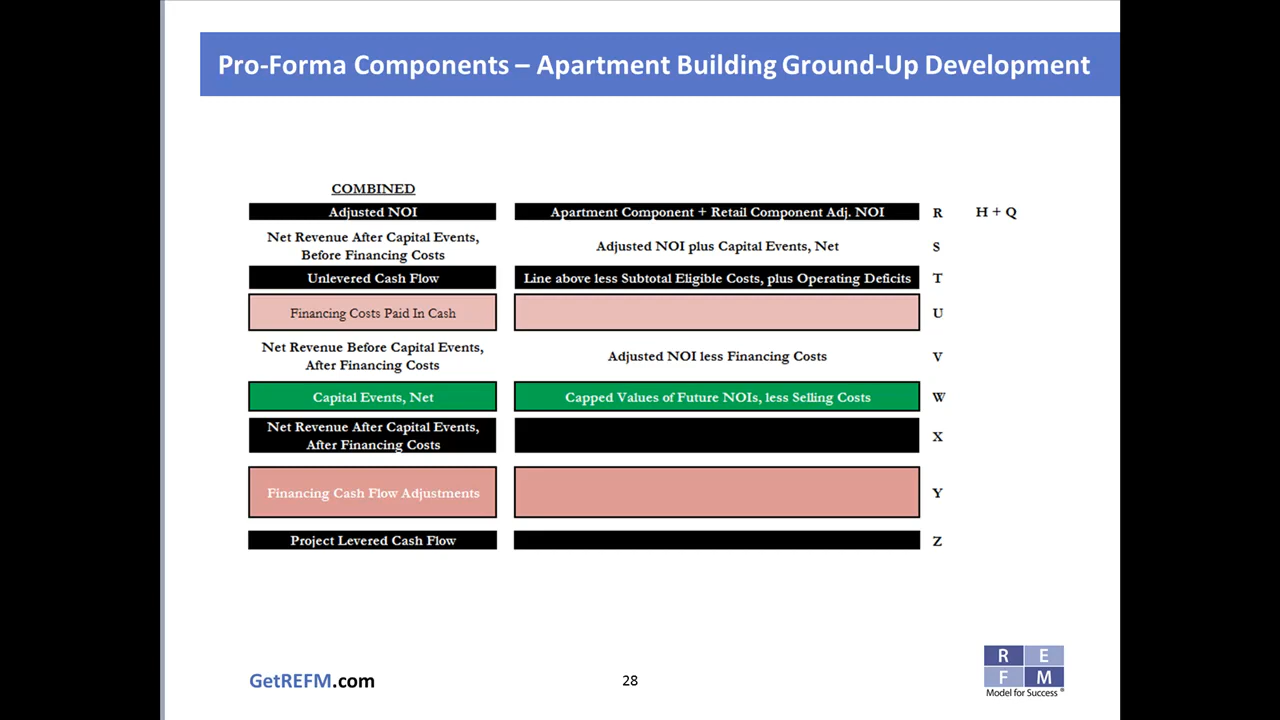 Pro-Forma Components – Apartment Building Ground-Up Development
COMBINED
Adjusted NOI
Apartment Component + Retail Component Adj. NOI
R
H + Q
Net Revenue After Capital Events,
Before Financing Costs
Adjusted NOI plus Capital Events, Net
S
Unlevered Cash Flow
Line above less Subtotal Eligible Costs, plus Operating Deficits
T
Financing Costs Paid In Cash
U
Net Revenue Before Capital Events,
After Financing Costs
Adjusted NOI less Financing Costs
V
Capital Events, Net
Capped Values of Future NOIs, less Selling Costs
W
Net Revenue After Capital Events,
After Financing Costs
X
Financing Cash Flow Adjustments
Y
Project Levered Cash Flow
Z
GetREFM.com
28
R E
F M
Model for Success ®